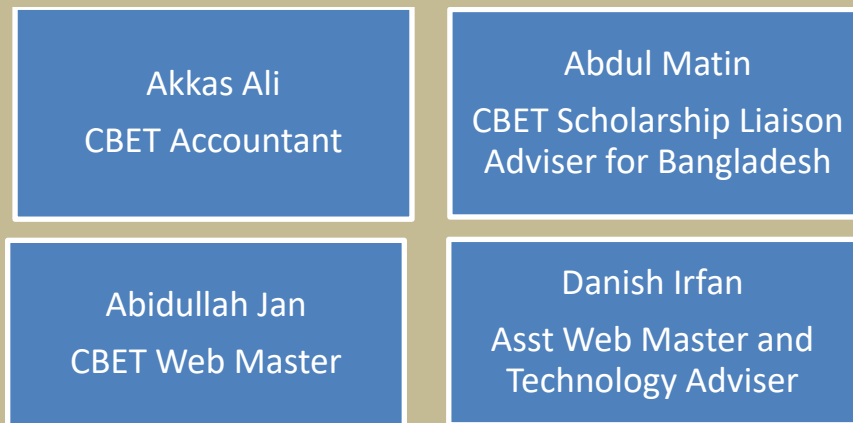 Akkas Ali
CBET Accountant
Abdul Matin
CBET Scholarship Liaison
Adviser for Bangladesh
Abidullah Jan
CBET Web Master
Danish Irfan
Asst Web Master and
Technology Adviser